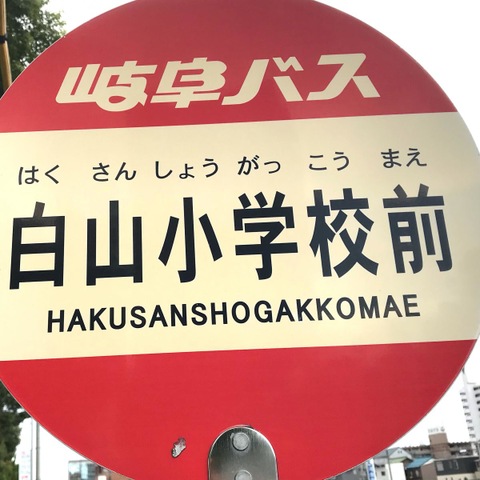 岐阜バス
はく さん しょう がっ こう まえ
白山小学校前
HAKUSANSHOGAKKOMAE